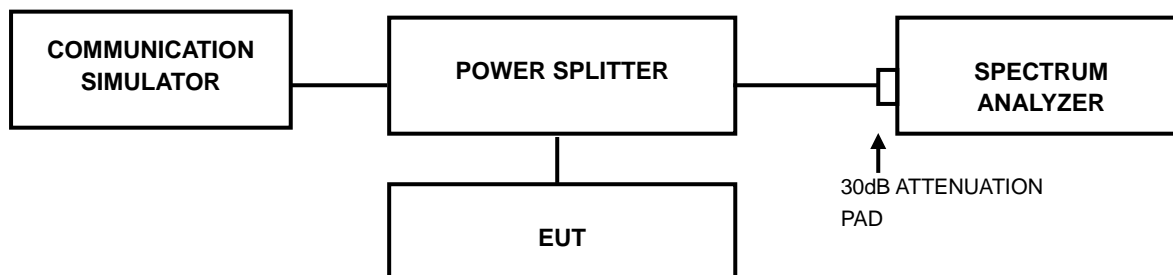 COMMUNICATION
SIMULATOR
POWER SPLITTER
SPECTRUM
ANALYZER
30dB ATTENUATION
PAD
EUT